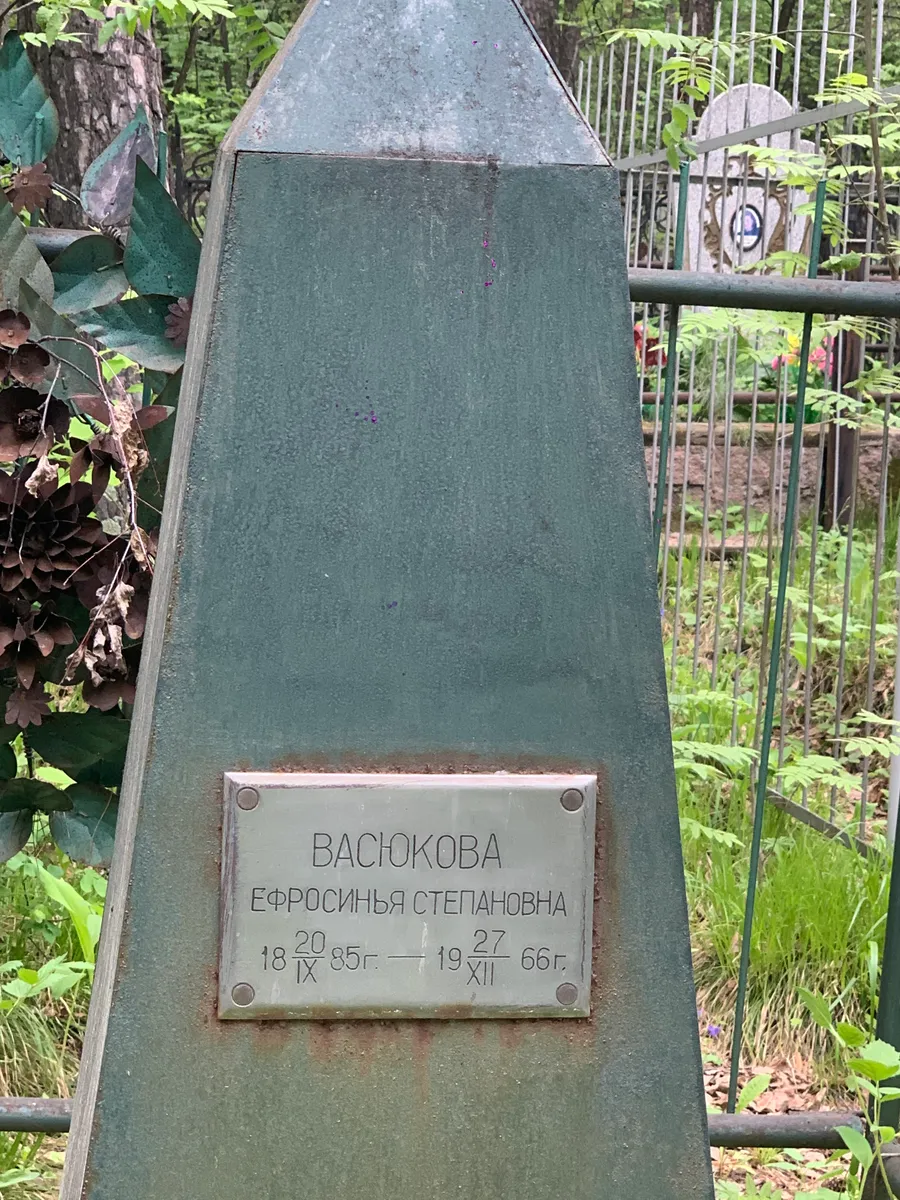 ВАСЮКОВА
ЕФРОСИНЬЯ СТЕПАНОВНА
18 20/IX 85г. — 19 27/XII 66г.